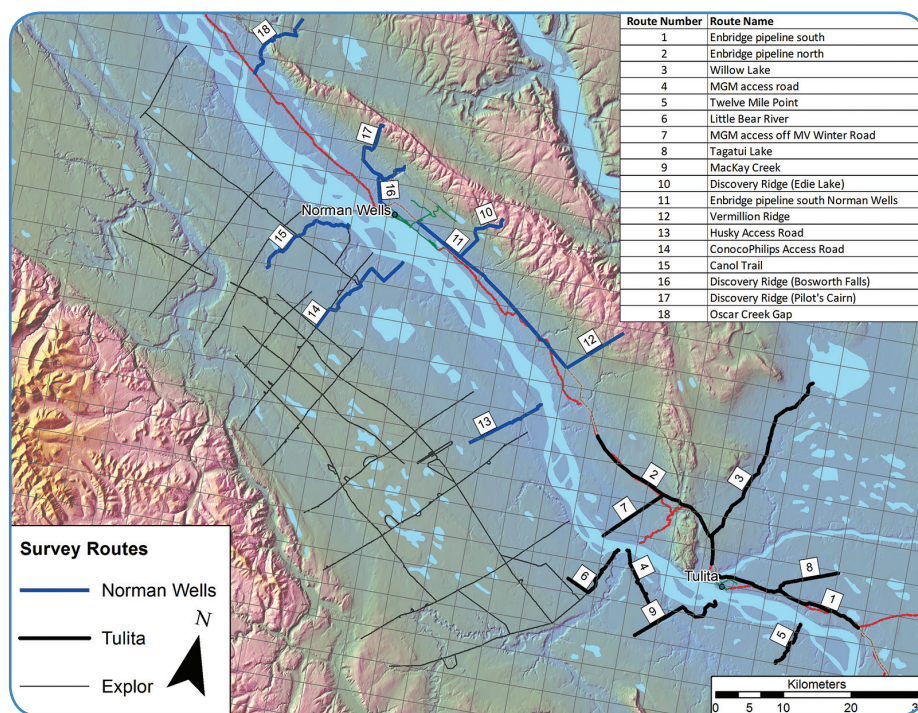 Route Number Route Name
1 Enbridge pipeline south
2 Enbridge pipeline north
3 Willow Lake
4 MGM access road
5 Twelve Mile Point
6 Little Bear River
7 MGM access off MV Winter Road
8 Tagatui Lake
9 MacKay Creek
10 Discovery Ridge (Edie Lake)
11 Enbridge pipeline south Norman Wells
12 Vermillion Ridge
13 Husky Access Road
14 ConocoPhilips Access Road
15 Canol Trail
16 Discovery Ridge (Bosworth Falls)
17 Discovery Ridge (Pilot's Cairn)
18 Oscar Creek Gap
18
17
16
Norman Wells
10
15
11
14
12
13
2
3
7
4
6
Tulita
8
9
1
5
Survey Routes
Norman Wells
Tulita
Explor
N
Kilometers
0 5 10 20 3